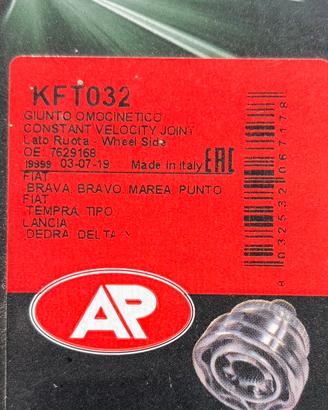 KFT032
GIUNTO OMOCINETICO
CONSTANT VELOCITY JOINT
Lato Ruota - Wheel Side
OE: 7629168
19999 03-07-19 Made in italy EAC
FIAT
BRAVA, BRAVO, MAREA, PUNTO
FIAT
TEMPRA, TIPO
LANCIA
DEDRA, DELTA
8032532067178
AP